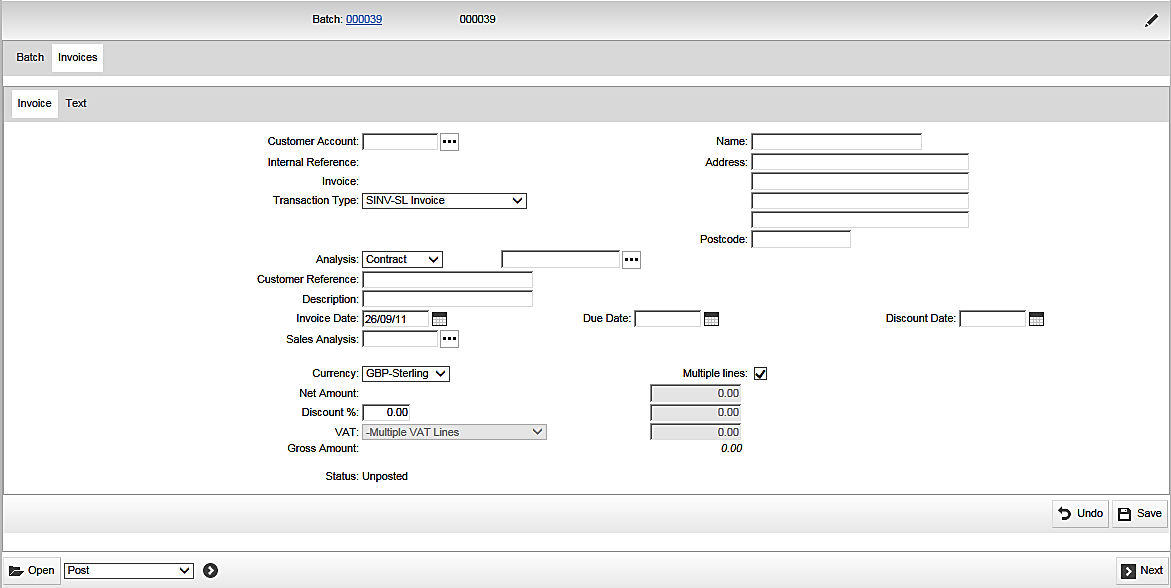 Batch: 000039 000039
Batch Invoices
Invoice Text
Customer Account: Name:
Internal Reference: Address:
Invoice:
Transaction Type: SINV-SL Invoice
Postcode:
Analysis: Contract
Customer Reference:
Description:
Invoice Date: 26/09/11 Due Date: Discount Date:
Sales Analysis:
Currency: GBP-Sterling Multiple lines:
Net Amount: 0.00
Discount %: 0.00 0.00
VAT: -Multiple VAT Lines 0.00
Gross Amount: 0.00
Status: Unposted
Undo Save
Open Post Next